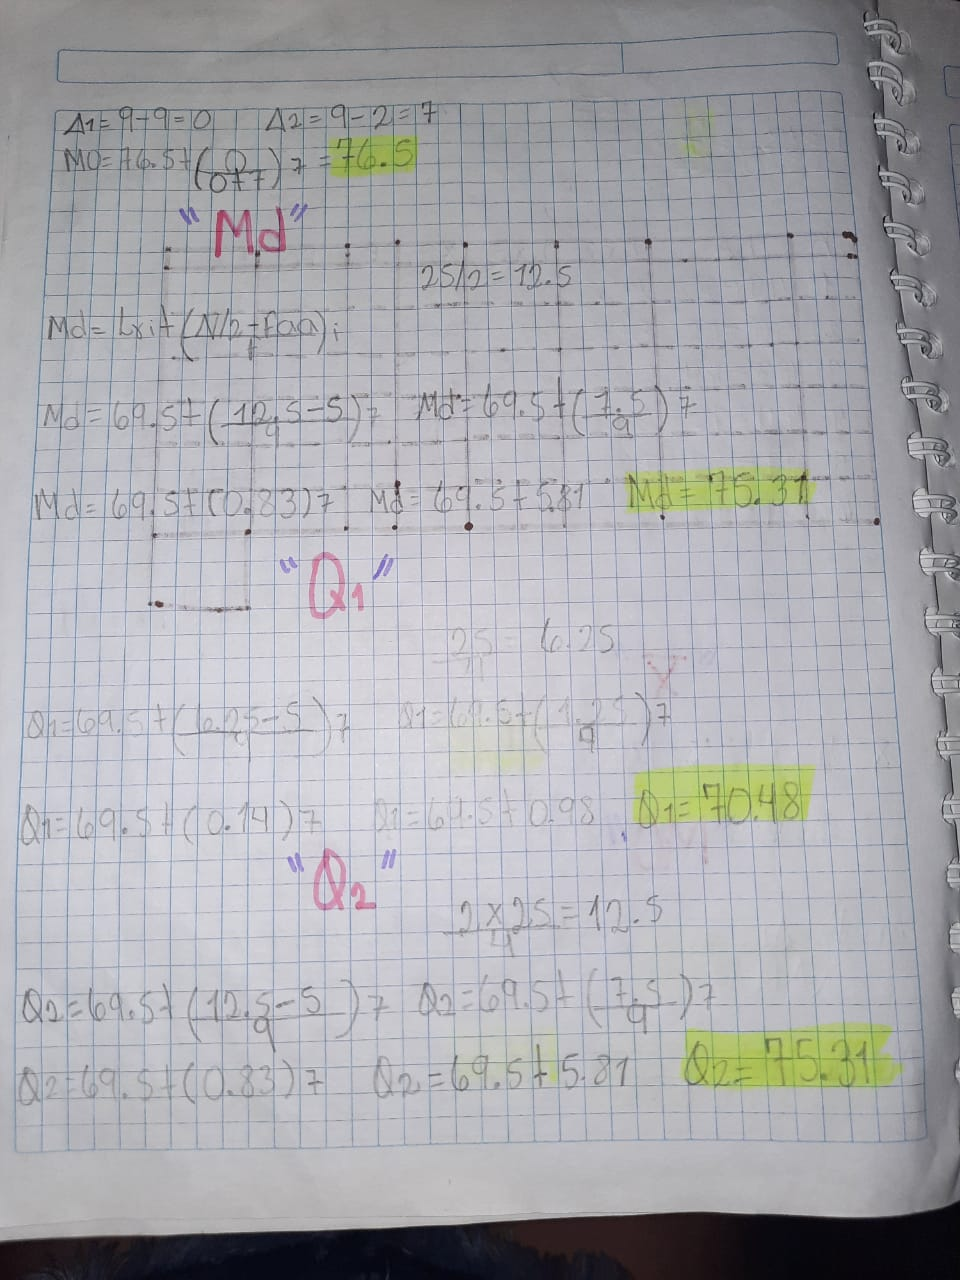 Δ1=9-9=0 Δ2=9-2=7
MO=76.5+(0/0+7)7=76.5
"Md"
25/2=12.5
Md=Lri+(N/2-faa/f)i
Md=69.5+(12.5-5/9)7 Md=69.5+(7.5/9)7
Md=69.5+(0.83)7 Md=69.5+5.81 Md=75.31
"Q1"
25/4=6.25
Q1=69.5+(6.25-5/9)7 Q1=69.5+(1.25/9)7
Q1=69.5+(0.14)7 Q1=69.5+0.98 Q1=70.48
"Q2"
2x25/4=12.5
Q2=69.5+(12.5-5/9)7 Q2=69.5+(7.5/9)7
Q2=69.5+(0.83)7 Q2=69.5+5.81 Q2=75.31